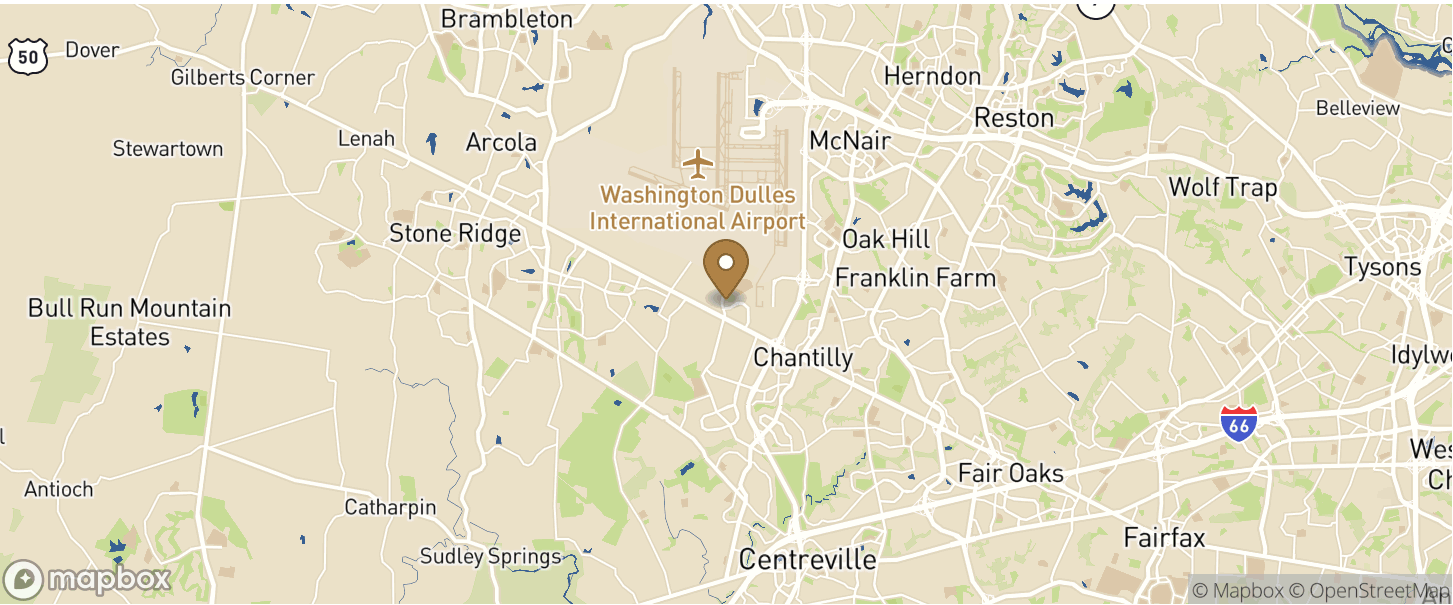 Brambleton
50
Dover
Gilberts Corner
Herndon
Reston
Belleview
Stewartown
Lenah
Arcola
McNair
Washington Dulles
International Airport
Wolf Trap
Stone Ridge
Oak Hill
Franklin Farm
Tysons
Bull Run Mountain
Estates
Chantilly
Idylw
66
Wes
Ch
Fair Oaks
Antioch
Catharpin
Fairfax
Sudley Springs
Centreville
mapbox
© Mapbox © OpenStreetMap
An